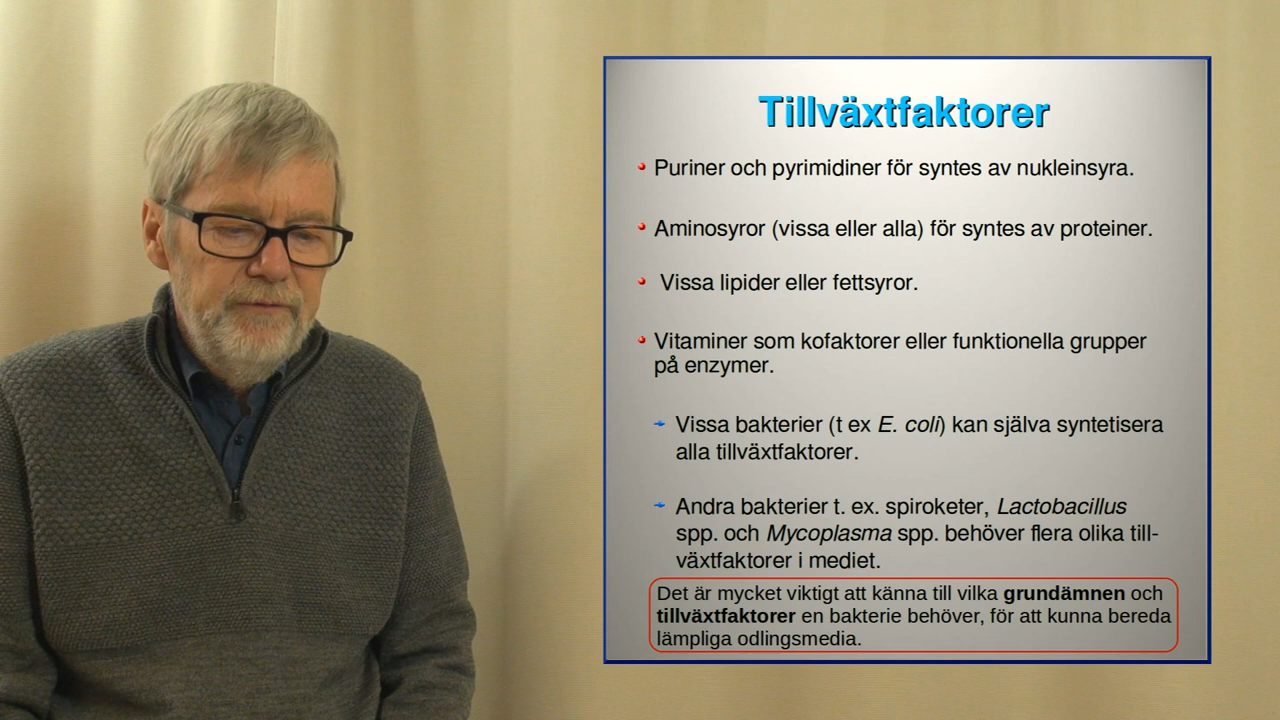 Tillväxtfaktorer
Puriner och pyrimidiner för syntes av nukleinsyra.
Aminosyror (vissa eller alla) för syntes av proteiner.
Vissa lipider eller fettsyror.
Vitaminer som kofaktorer eller funktionella grupper
på enzymer.
Vissa bakterier (t ex E. coli) kan själva syntetisera
alla tillväxtfaktorer.
Andra bakterier t. ex. spiroketer, Lactobacillus
spp. och Mycoplasma spp. behöver flera olika till-
växtfaktorer i mediet.
Det är mycket viktigt att känna till vilka grundämnen och
tillväxtfaktorer en bakterie behöver, för att kunna bereda
lämpliga odlingsmedia.